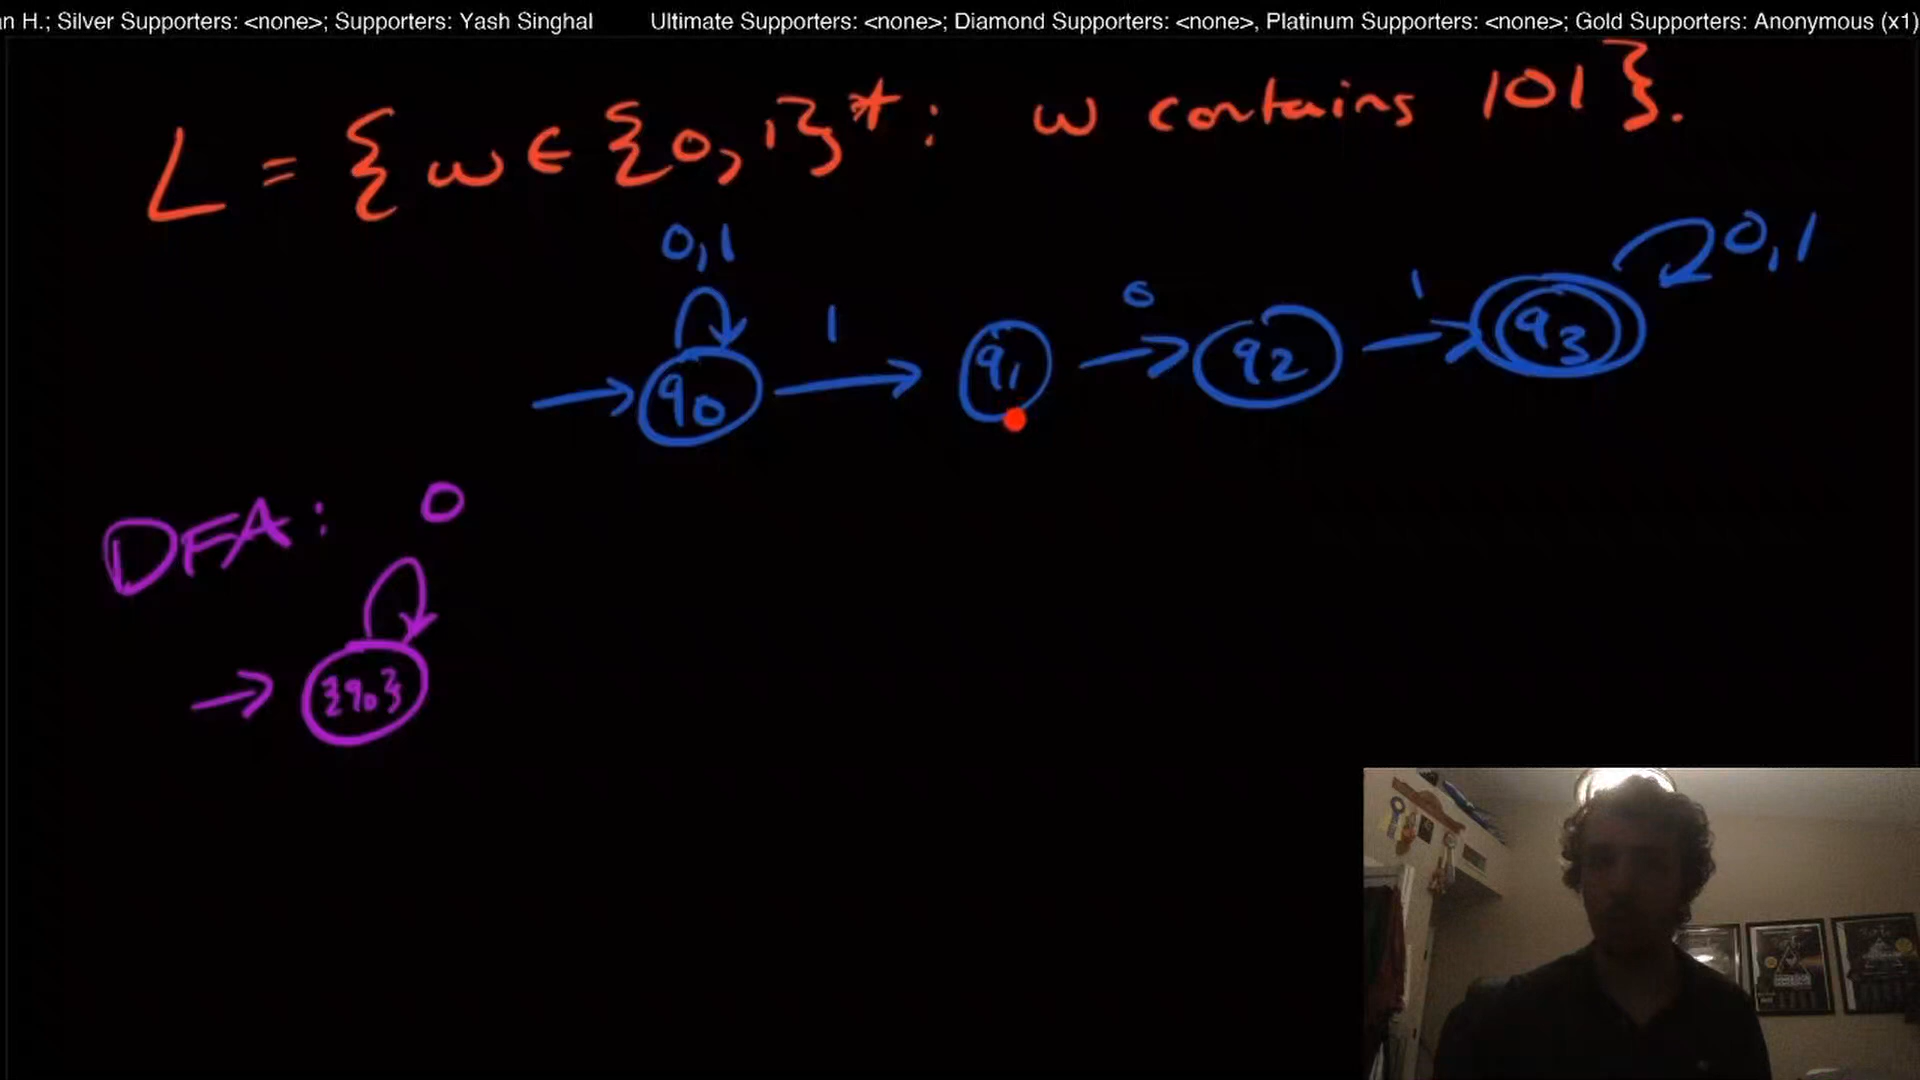 an H.; Silver Supporters: <none>; Supporters: Yash Singhal Ultimate Supporters: <none>; Diamond Supporters: <none>, Platinum Supporters: <none>; Gold Supporters: Anonymous (x1)
L = {w ∈ {0,1}*: w contains 101}.
0,1
0,1
1
0
1
q0
q1
q2
q3
DFA:
0
{q0}